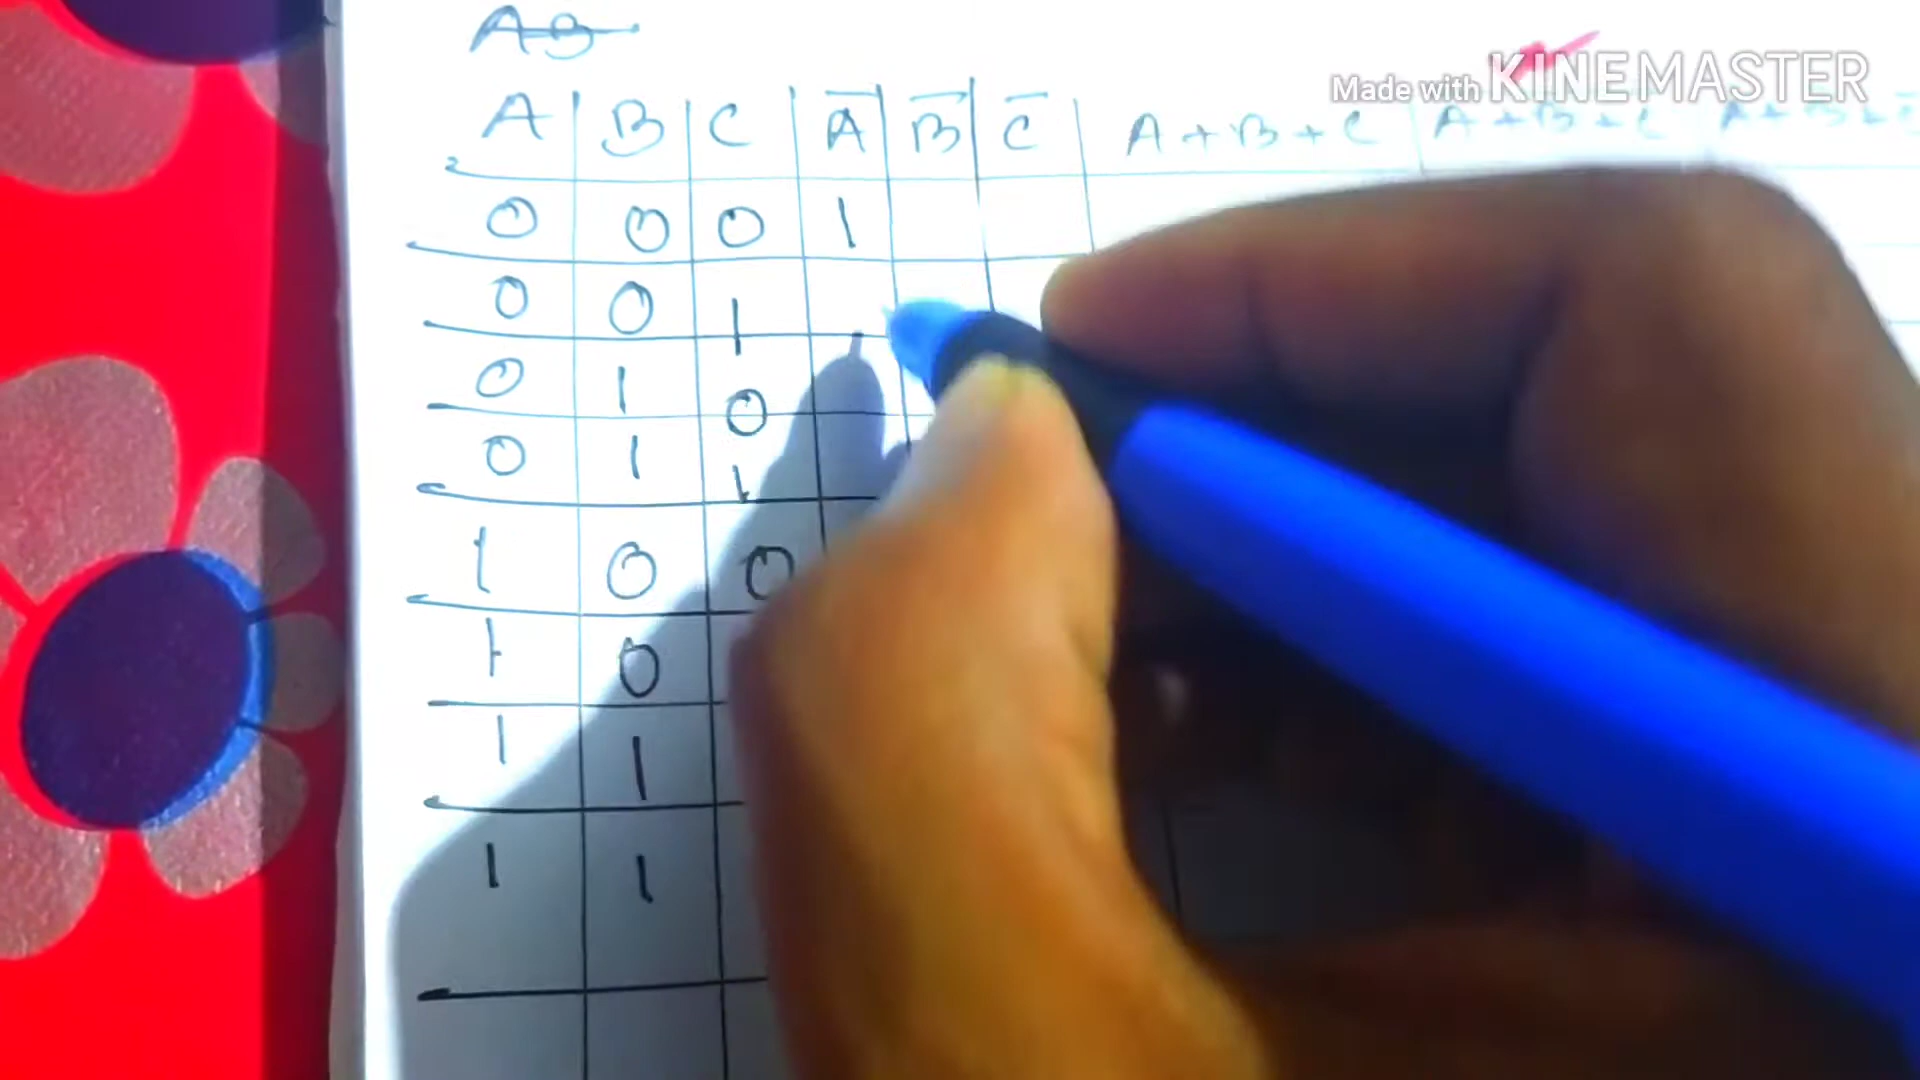 AB
Made with KINEMASTER
A B C A̅ B̅ C̅ A+B+C
0 0 0 1
0 0 1
0 1 0
0 1 1
1 0 0
1 0
1 1
1 1